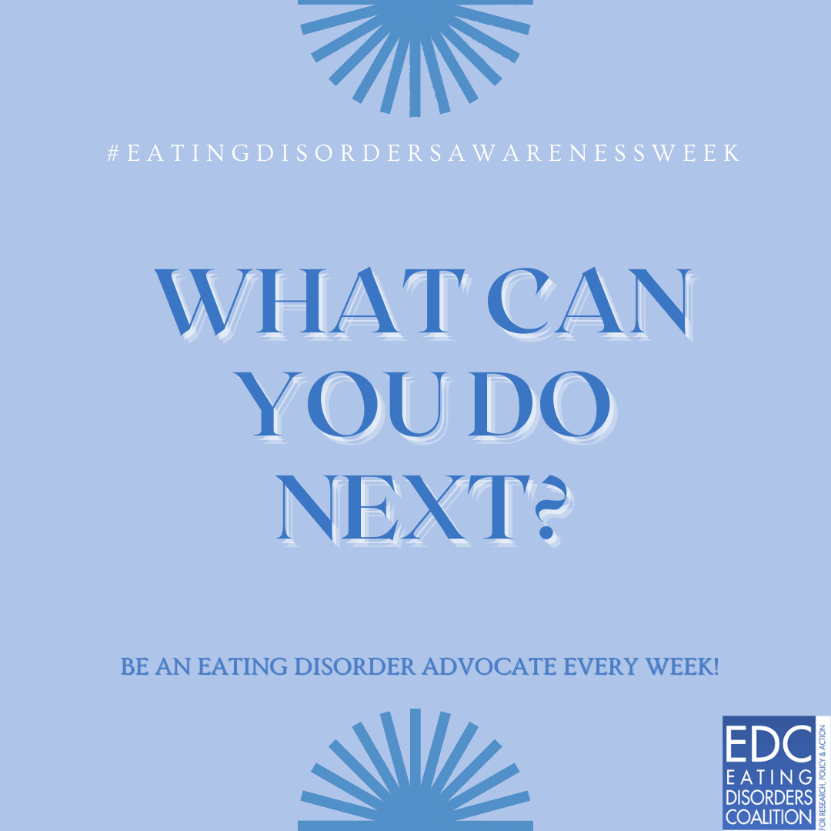 #EATINGDISORDERSAWARENESSWEEK
WHAT CAN
YOU DO
NEXT?
BE AN EATING DISORDER ADVOCATE EVERY WEEK!
EDC
EATING
DISORDERS
COALITION
FOR RESEARCH, POLICY & ACTION